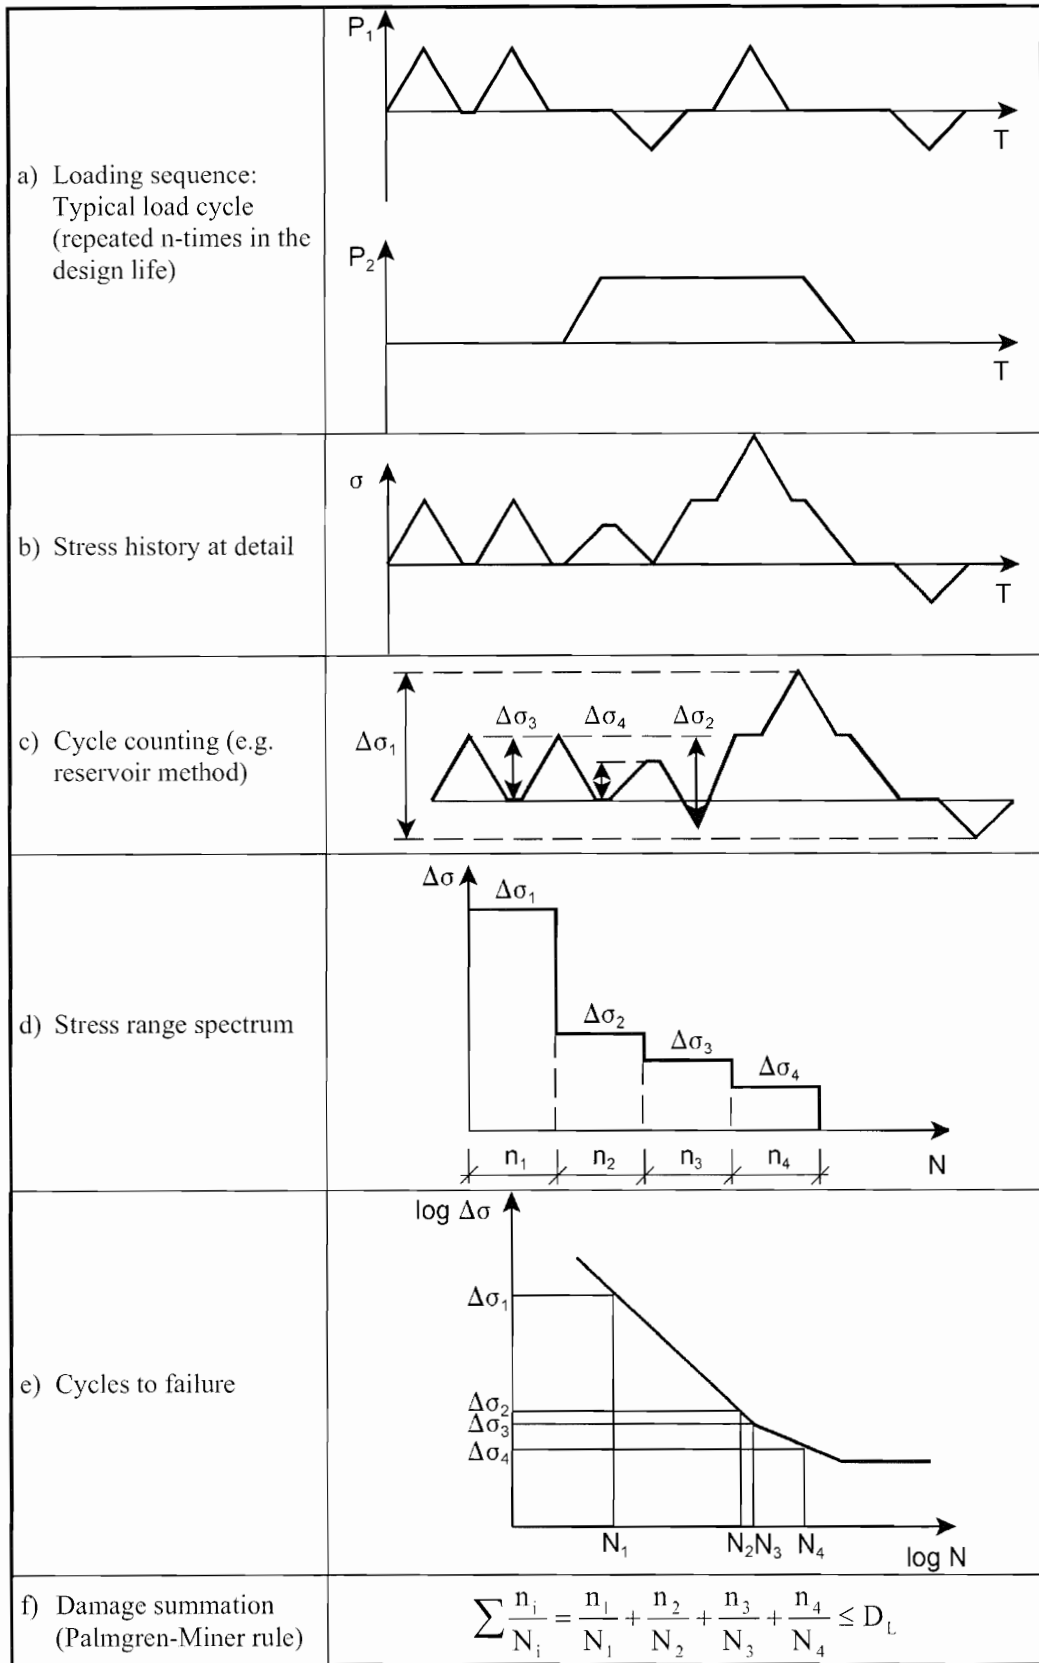 P₁
T
a) Loading sequence:
Typical load cycle
(repeated n-times in the
design life)
P₂
T
σ
b) Stress history at detail
T
c) Cycle counting (e.g.
reservoir method)
Δσ₁
Δσ₃
Δσ₄
Δσ₂
Δσ
Δσ₁
d) Stress range spectrum
Δσ₂
Δσ₃
Δσ₄
n₁
n₂
n₃
n₄
N
log Δσ
Δσ₁
e) Cycles to failure
Δσ₂
Δσ₃
Δσ₄
N₁
N₂
N₃
N₄
log N
f) Damage summation
(Palmgren-Miner rule)
∑ nᵢ/Nᵢ = n₁/N₁ + n₂/N₂ + n₃/N₃ + n₄/N₄ ≤ D_L